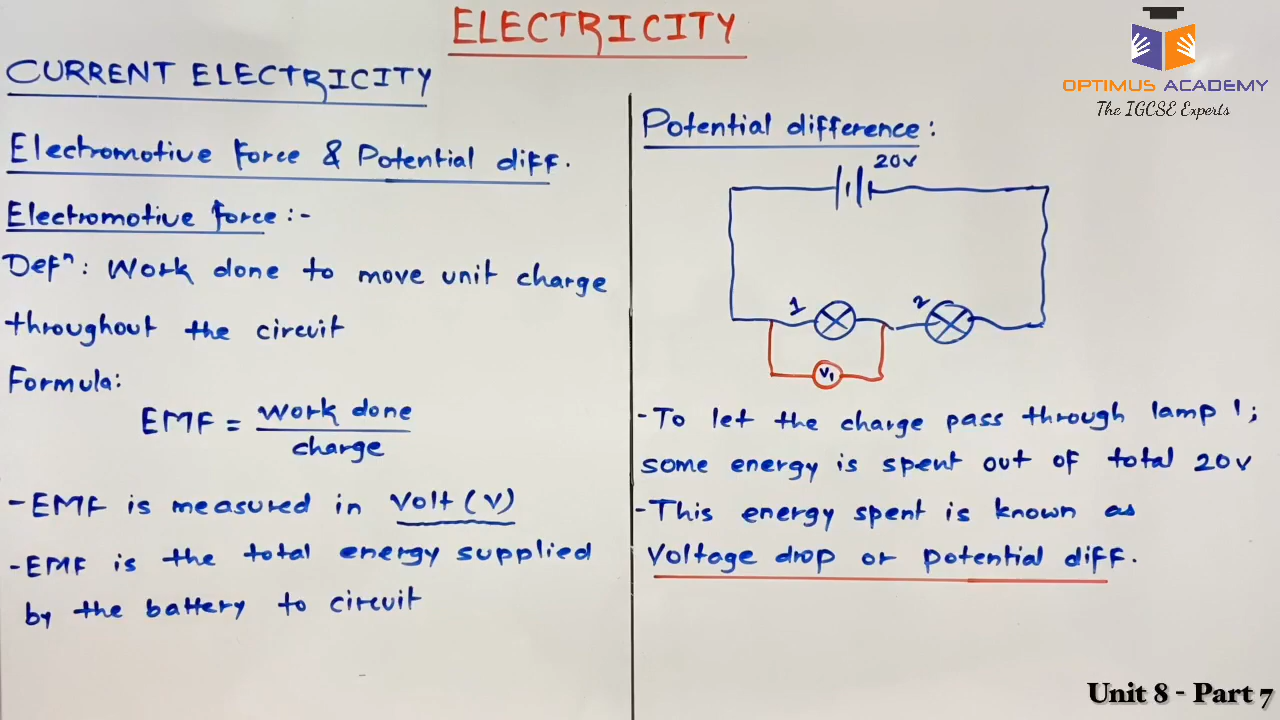 ELECTRICITY
OPTIMUS ACADEMY
The IGCSE Experts
CURRENT ELECTRICITY
Electromotive Force & Potential diff.
Electromotive force :-
Defⁿ : Work done to move unit charge
throughout the circuit
Formula:
EMF = Work done
charge
- EMF is measured in Volt (V)
- EMF is the total energy supplied
by the battery to circuit
Potential difference :
20V
1
2
V₁
- To let the charge pass through lamp 1;
some energy is spent out of total 20V
- This energy spent is known as
Voltage drop or potential diff.
Unit 8 - Part 7